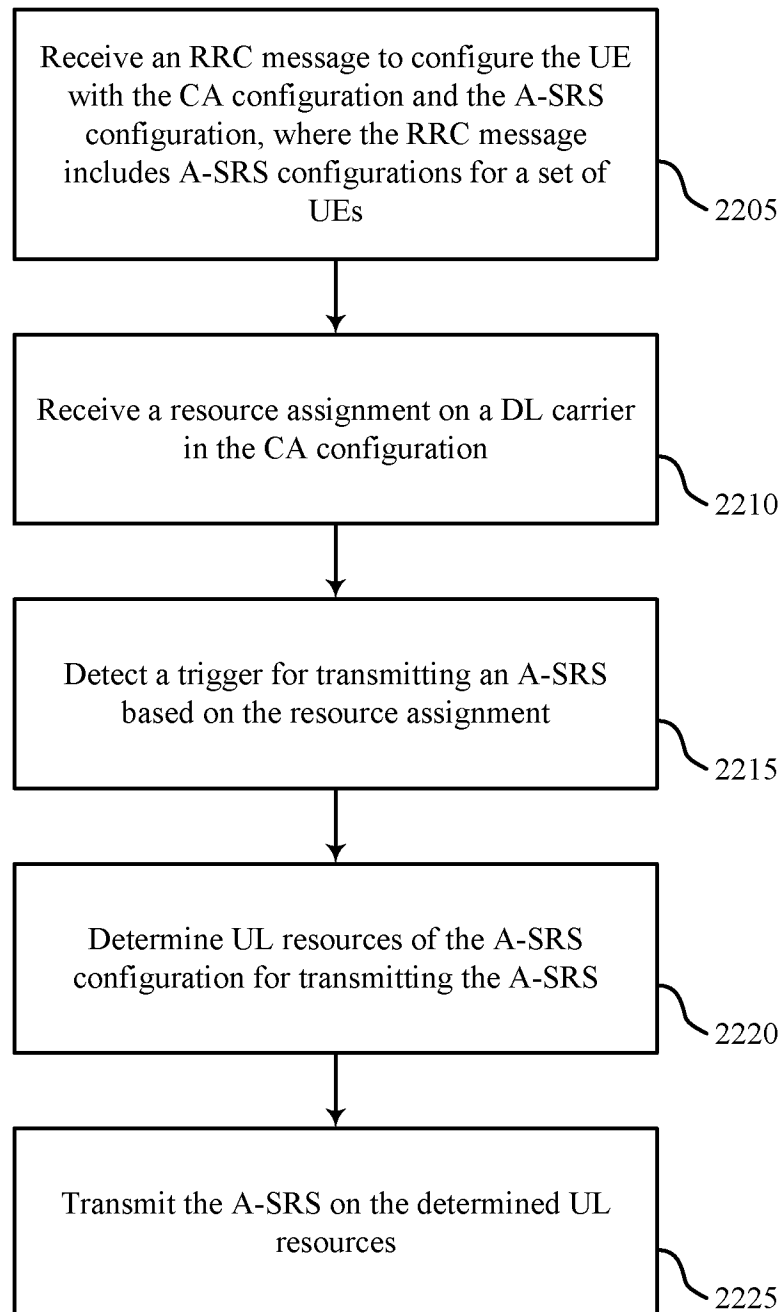 Receive an RRC message to configure the UE
with the CA configuration and the A-SRS
configuration, where the RRC message
includes A-SRS configurations for a set of
UEs
2205
Receive a resource assignment on a DL carrier
in the CA configuration
2210
Detect a trigger for transmitting an A-SRS
based on the resource assignment
2215
Determine UL resources of the A-SRS
configuration for transmitting the A-SRS
2220
Transmit the A-SRS on the determined UL
resources
2225